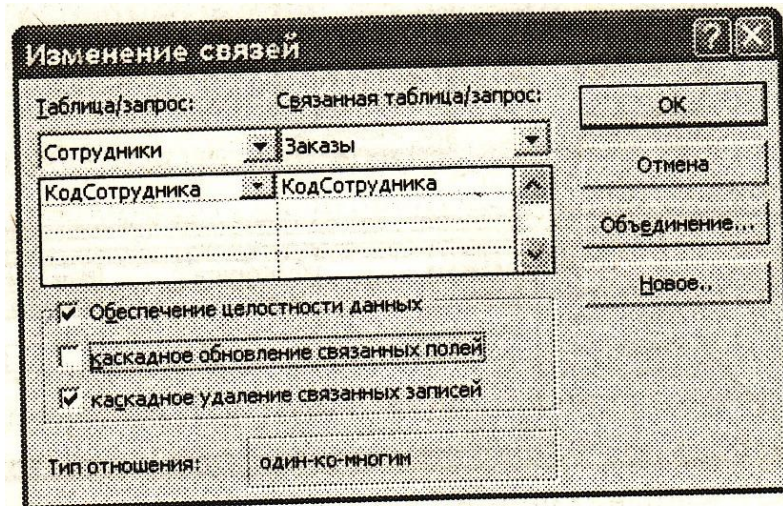 Изменение связей
Таблица/запрос: Связанная таблица/запрос:
Сотрудники Заказы
КодСотрудника КодСотрудника
ОК
Отмена
Объединение...
Новое..
Обеспечение целостности данных
каскадное обновление связанных полей
каскадное удаление связанных записей
Тип отношения: один-ко-многим